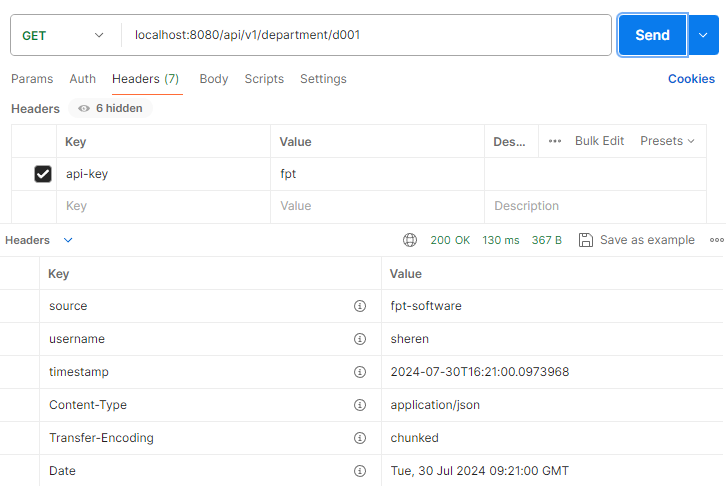 GET localhost:8080/api/v1/department/d001 Send
Params Auth Headers (7) Body Scripts Settings Cookies
Headers 6 hidden
Key Value Des... Bulk Edit Presets
api-key fpt
Key Value Description
Headers 200 OK 130 ms 367 B Save as example
Key Value
source fpt-software
username sheren
timestamp 2024-07-30T16:21:00.0973968
Content-Type application/json
Transfer-Encoding chunked
Date Tue, 30 Jul 2024 09:21:00 GMT